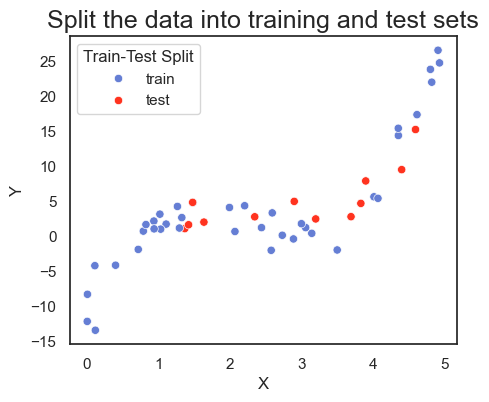 Split the data into training and test sets
Train-Test Split
train
test
25
20
15
10
5
0
−5
−10
−15
Y
0
1
2
3
4
5
X